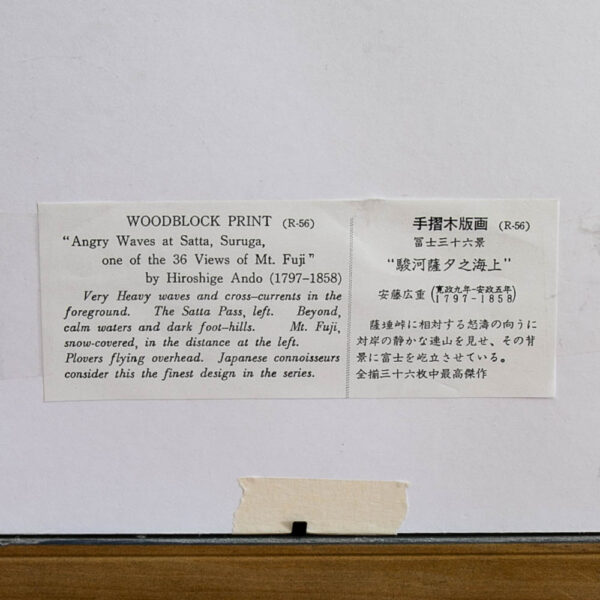 WOODBLOCK PRINT (R-56)
"Angry Waves at Satta, Suruga,
one of the 36 Views of Mt. Fuji"
by Hiroshige Ando (1797-1858)
Very Heavy waves and cross-currents in the
foreground. The Satta Pass, left. Beyond,
calm waters and dark foot-hills. Mt. Fuji,
snow-covered, in the distance at the left.
Plovers flying overhead. Japanese connoisseurs
consider this the finest design in the series.
手摺木版画 (R-56)
冨士三十六景
"駿河薩夕之海上"
安藤広重 (寛政九年-安政五年
1797-1858)
薩埵峠に相対する怒濤の向うに
対岸の静かな連山を見せ、その背
景に富士を屹立させている。
全揃三十六枚中最高傑作